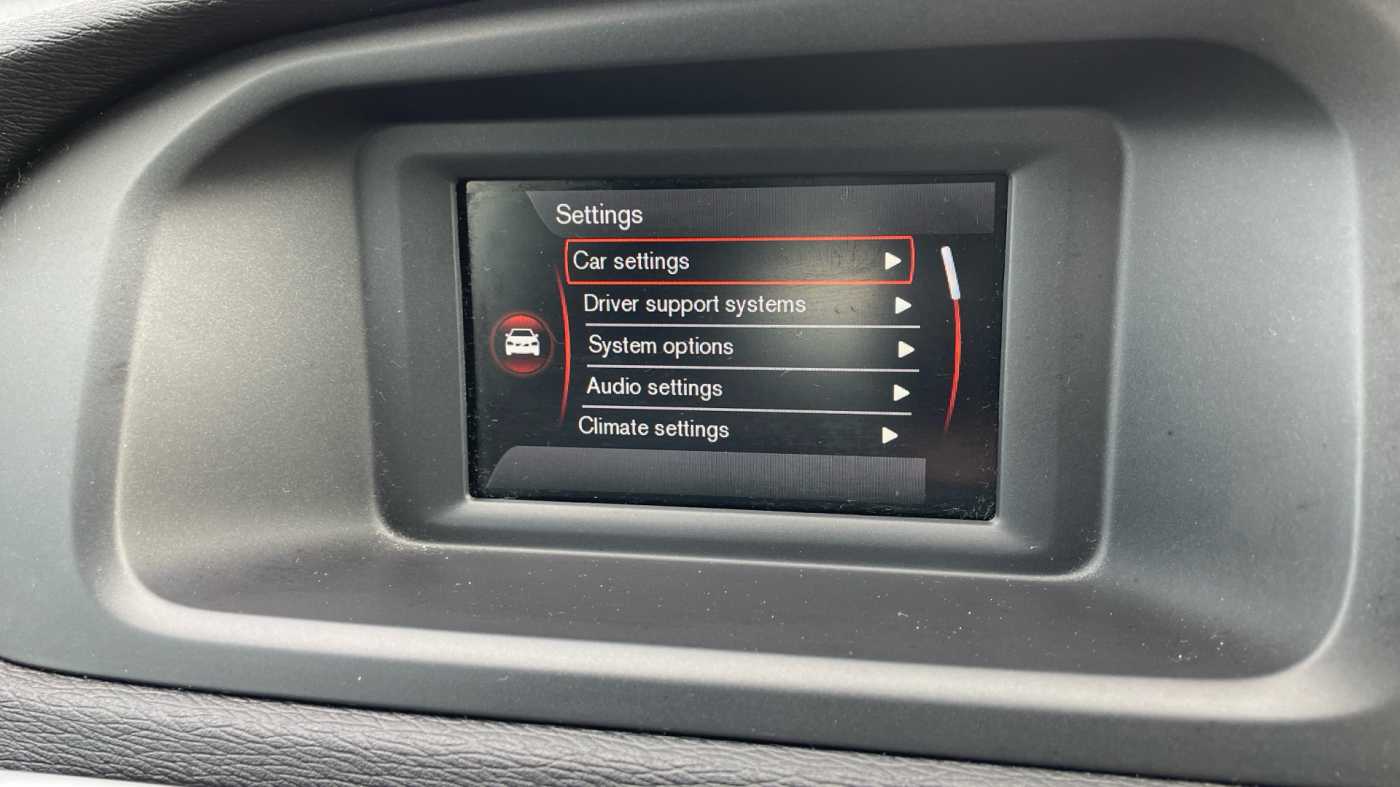 Settings
Car settings
Driver support systems
System options
Audio settings
Climate settings